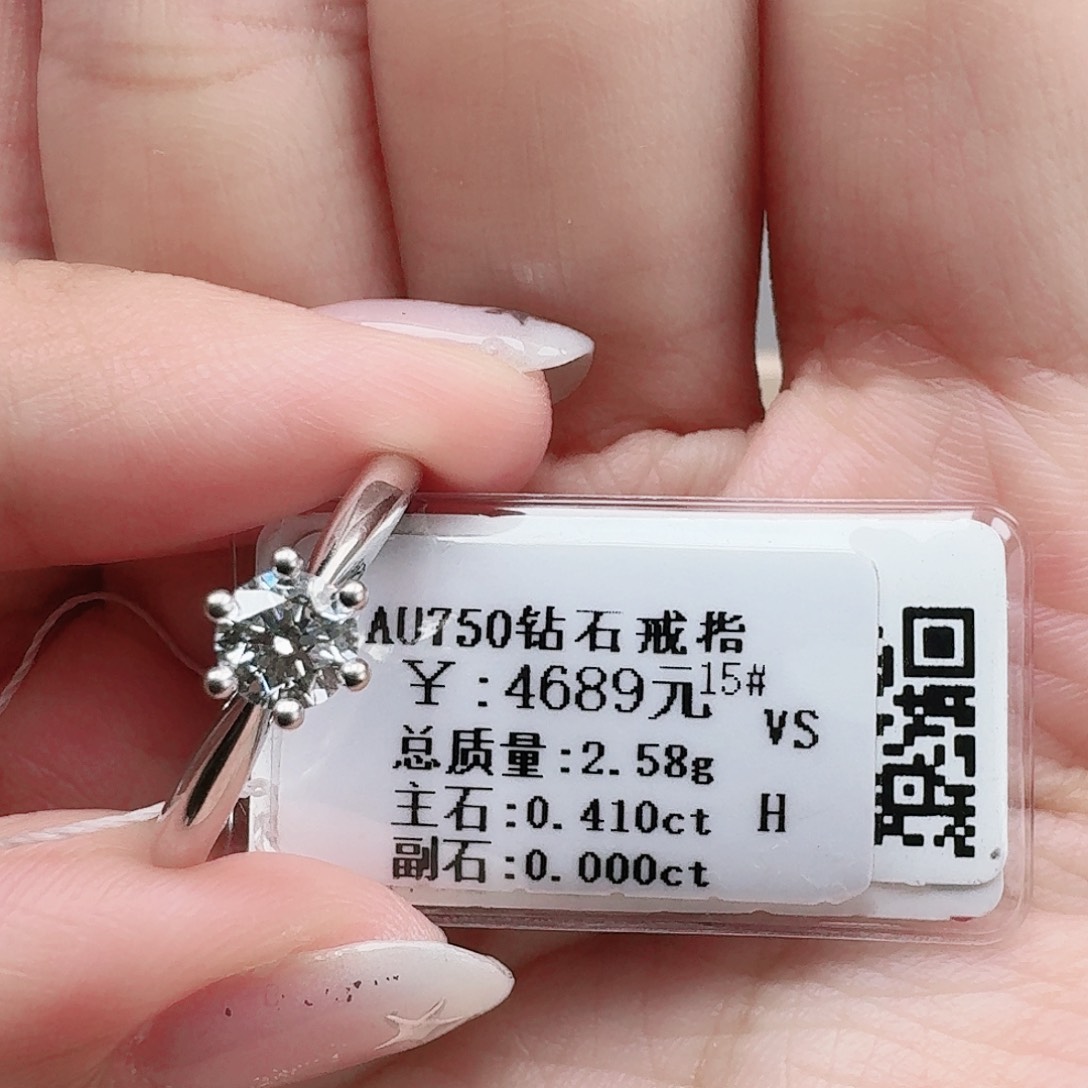 AU750钻石戒指
￥:4689元15#
VS
总质量:2.58g
主石:0.410ct H
副石:0.000ct